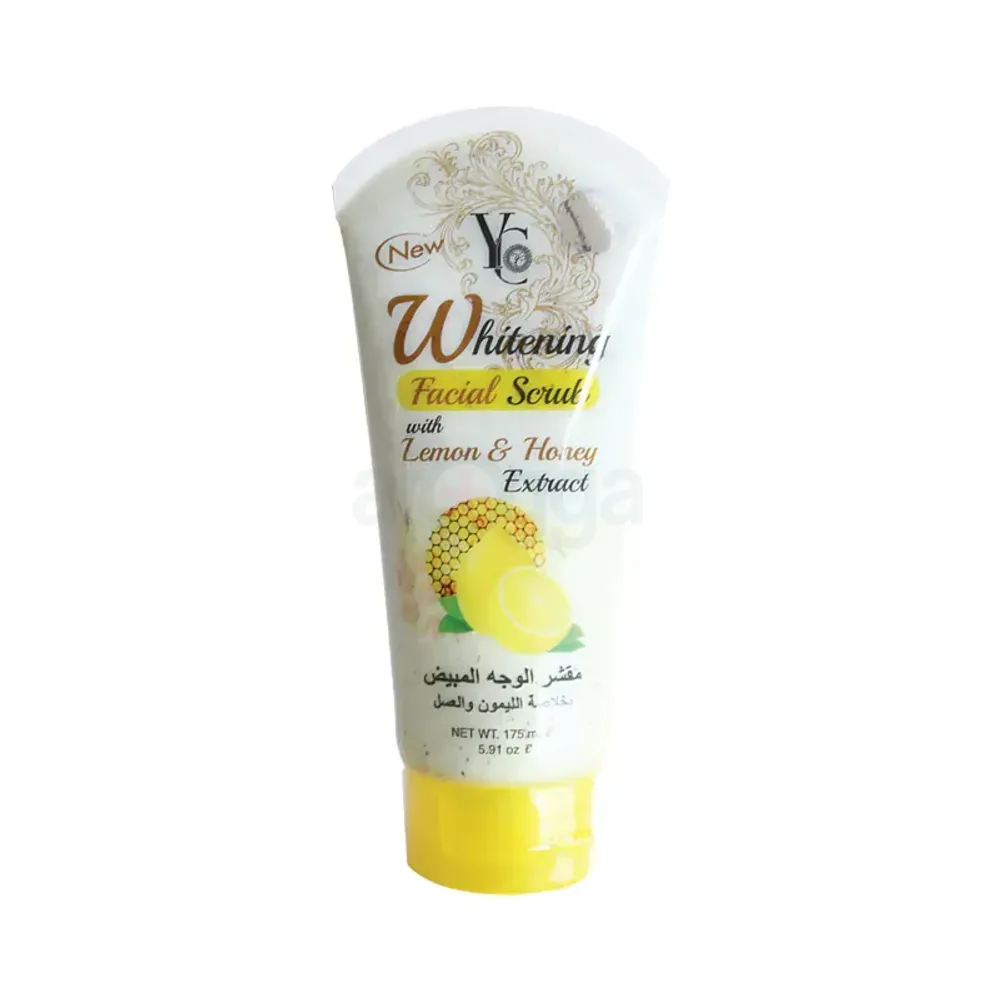 New
YC
Whitening
Facial Scrub
with
Lemon & Honey
Extract
مقشر الوجه المبيض
بخلاصة الليمون والعسل
NET WT. 175 m. ℮
5.91 oz ℮